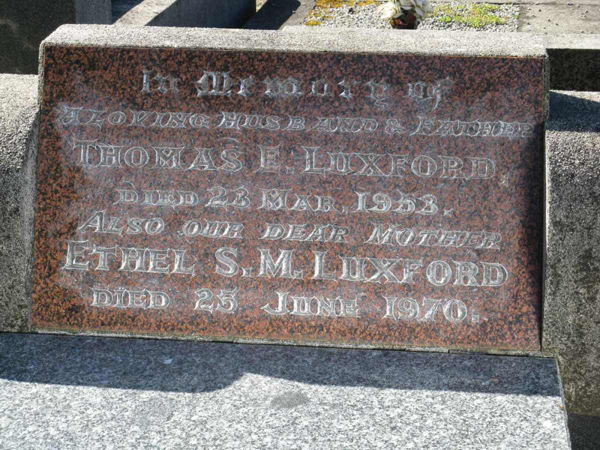 In Memory of
A Loving Husband & Father
Thomas E. Luxford,
Died 23 Mar. 1953.
Also our dear Mother
Ethel S. M. Luxford
Died 25 June 1970.